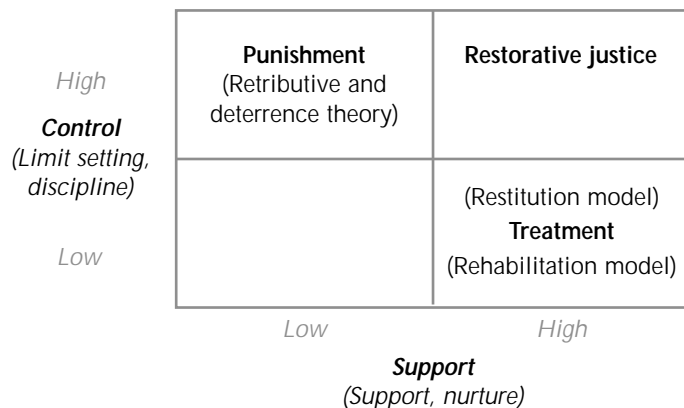 Punishment
(Retributive and
deterrence theory)
Restorative justice
High
Control
(Limit setting,
discipline)
Low
(Restitution model)
Treatment
(Rehabilitation model)
Low
High
Support
(Support, nurture)